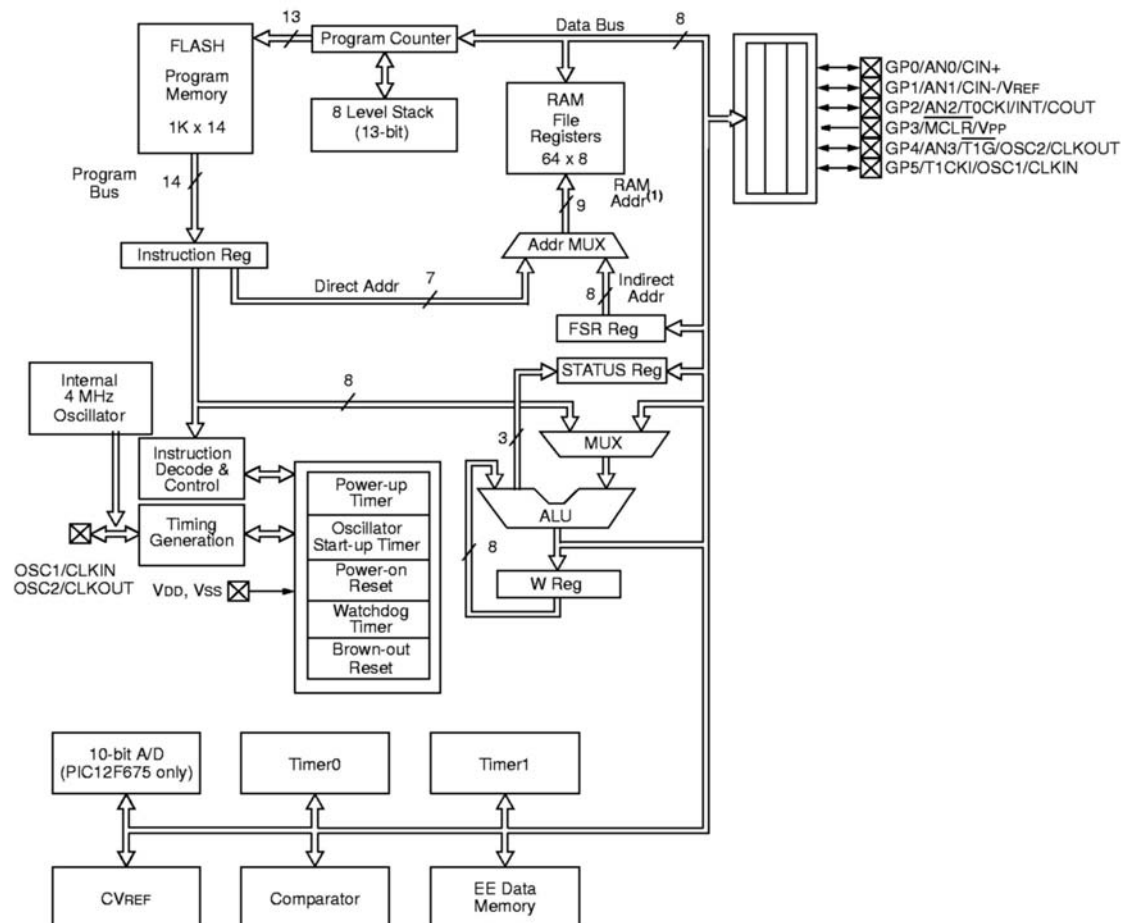 FLASH
Program
Memory
1K x 14
13
Program Counter
8 Level Stack
(13-bit)
Data Bus
8
RAM
File
Registers
64 x 8
GP0/AN0/CIN+
GP1/AN1/CIN-/VREF
GP2/AN2/T0CKI/INT/COUT
GP3/MCLR/VPP
GP4/AN3/T1G/OSC2/CLKOUT
GP5/T1CKI/OSC1/CLKIN
Program
Bus
14
RAM
Addr(1)
9
Addr MUX
Instruction Reg
Direct Addr
7
Indirect
Addr
8
FSR Reg
STATUS Reg
Internal
4 MHz
Oscillator
8
3
MUX
Instruction
Decode &
Control
Timing
Generation
OSC1/CLKIN
OSC2/CLKOUT
VDD, VSS
Power-up
Timer
Oscillator
Start-up Timer
Power-on
Reset
Watchdog
Timer
Brown-out
Reset
ALU
8
W Reg
10-bit A/D
(PIC12F675 only)
Timer0
Timer1
CVREF
Comparator
EE Data
Memory